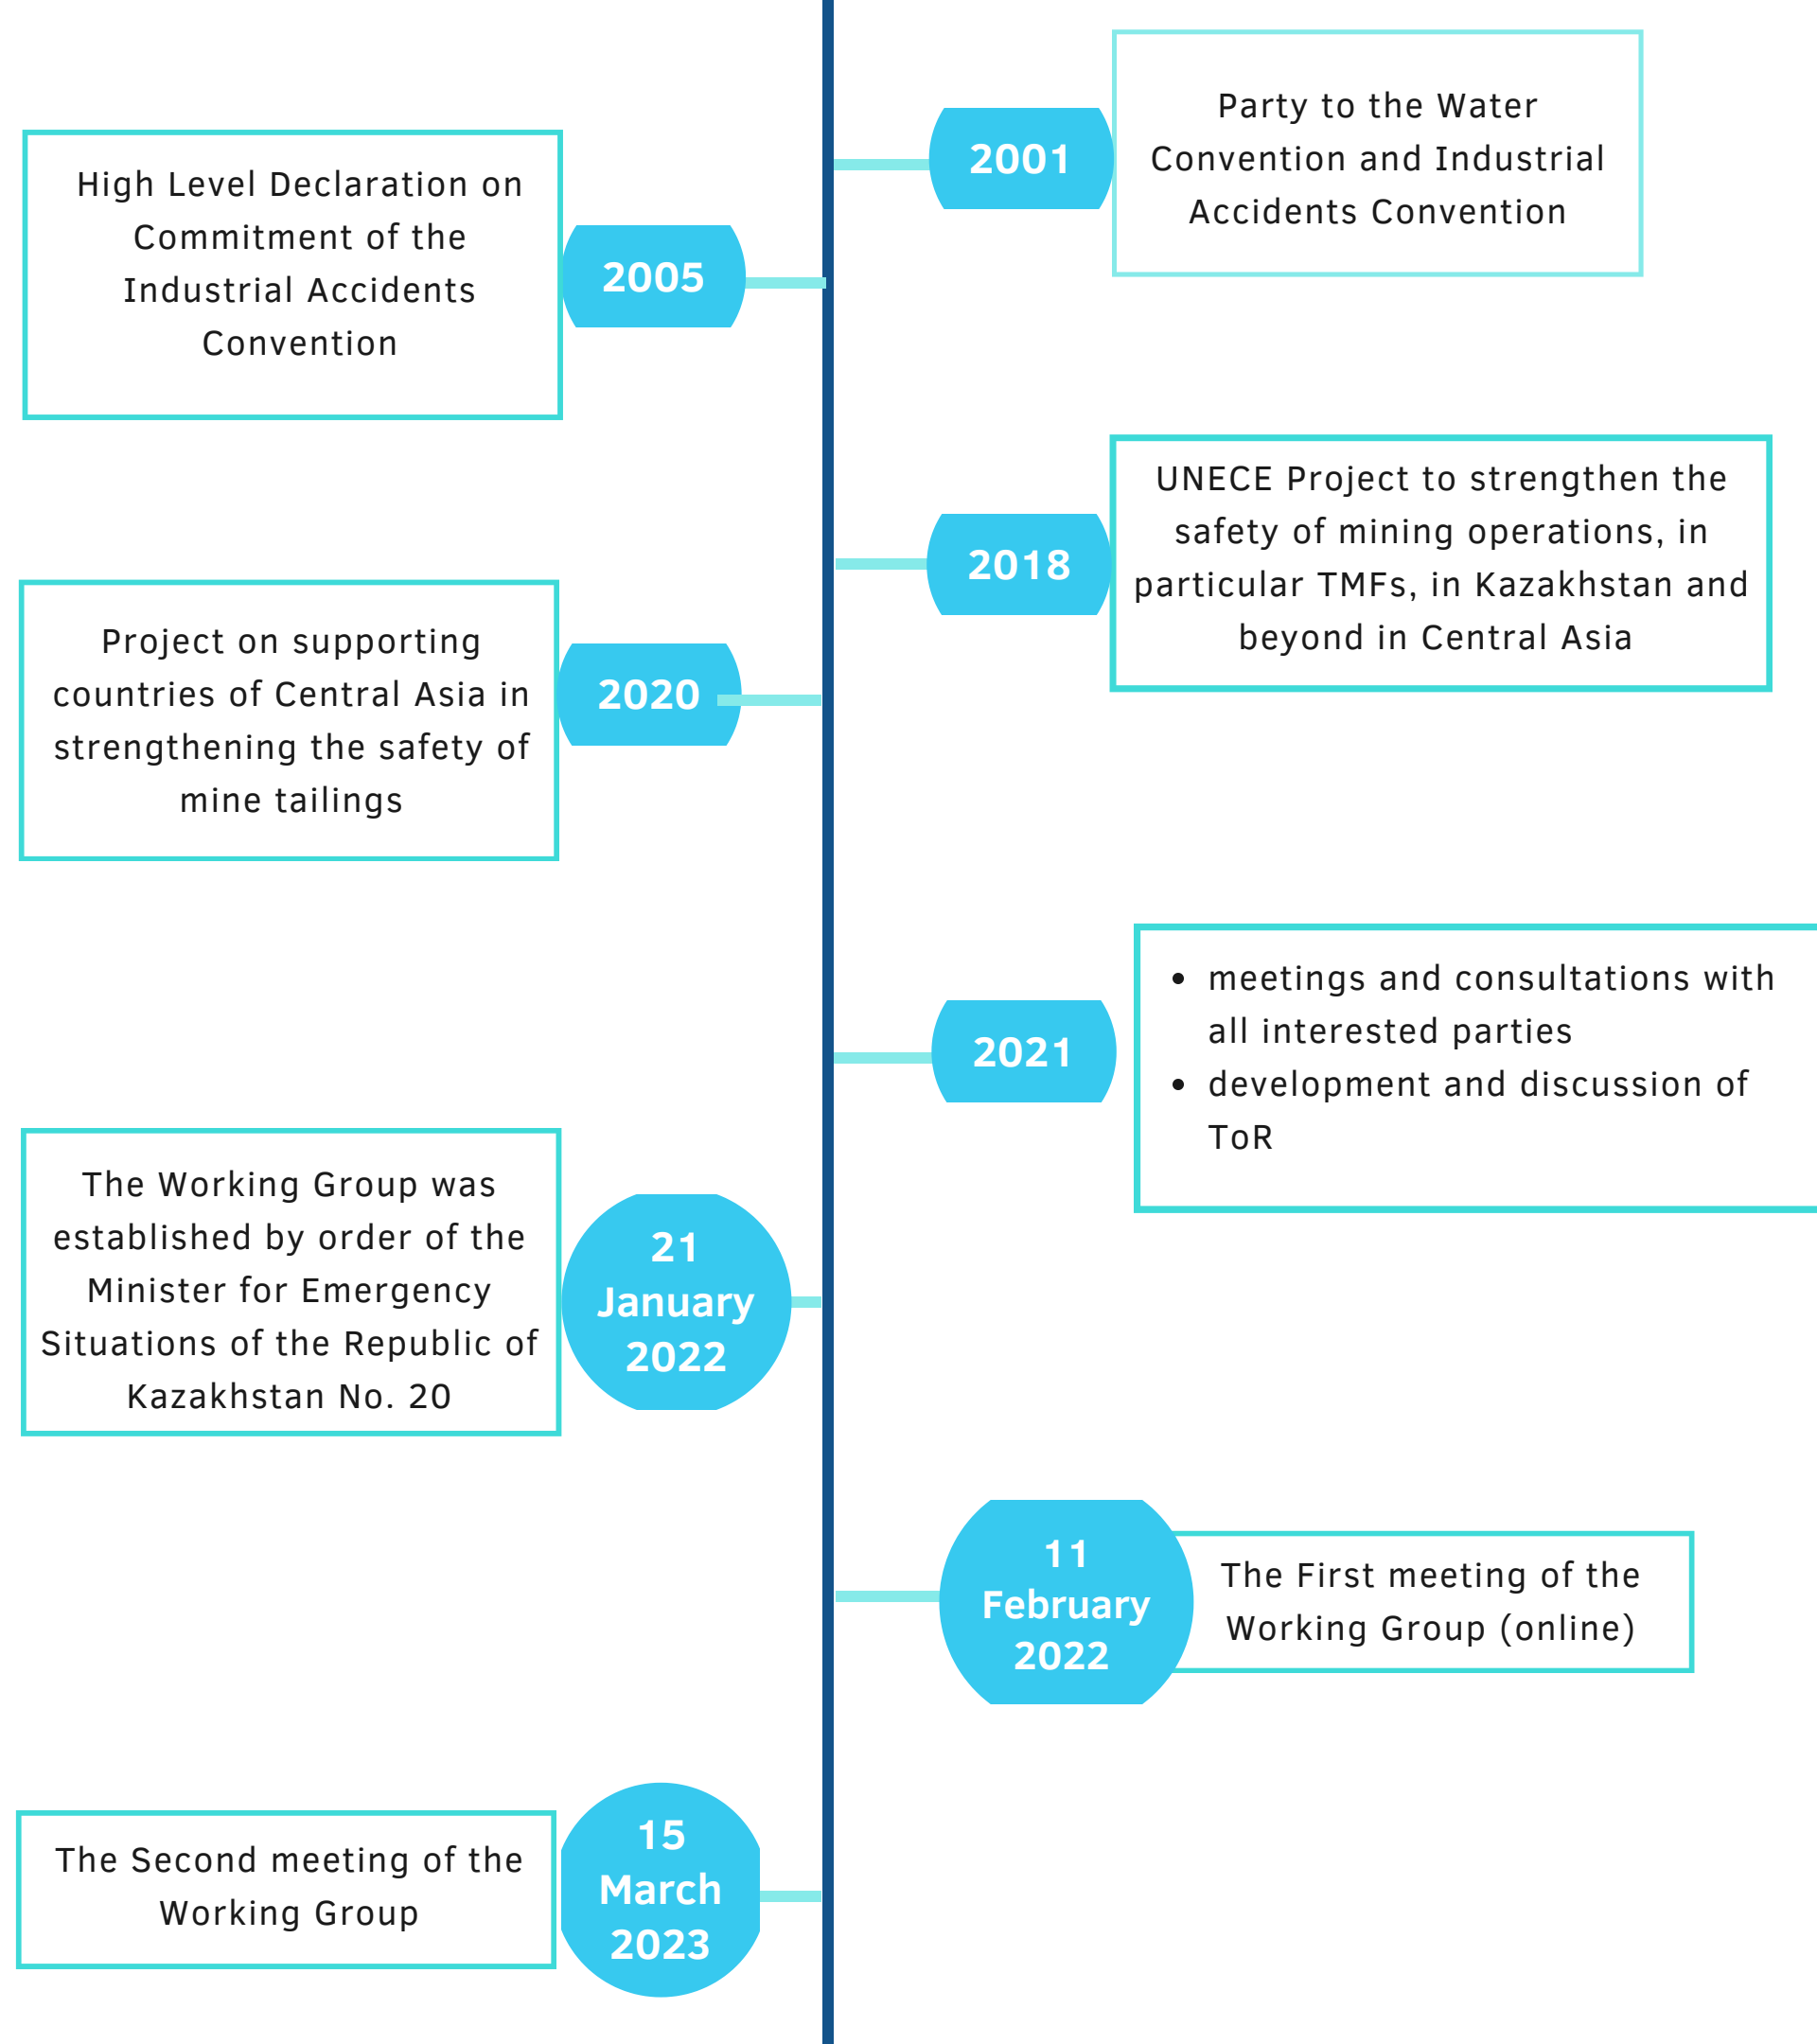 2001
Party to the Water
Convention and Industrial
Accidents Convention
High Level Declaration on
Commitment of the
Industrial Accidents
Convention
2005
2018
UNECE Project to strengthen the
safety of mining operations, in
particular TMFs, in Kazakhstan and
beyond in Central Asia
Project on supporting
countries of Central Asia in
strengthening the safety of
mine tailings
2020
2021
• meetings and consultations with
all interested parties
• development and discussion of
ToR
The Working Group was
established by order of the
Minister for Emergency
Situations of the Republic of
Kazakhstan No. 20
21
January
2022
11
February
2022
The First meeting of the
Working Group (online)
The Second meeting of the
Working Group
15
March
2023